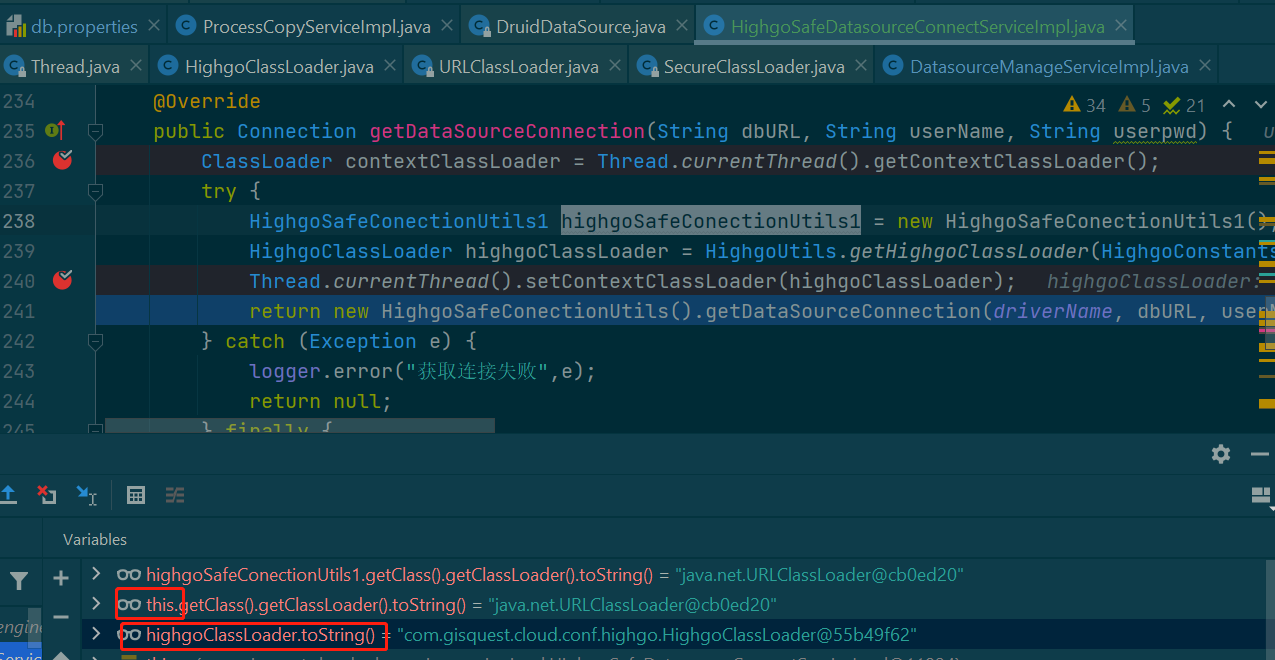 db.properties ProcessCopyServiceImpl.java DruidDataSource.java HighgoSafeDatasourceConnectServiceImpl.java
Thread.java HighgoClassLoader.java URLClassLoader.java SecureClassLoader.java DatasourceManageServiceImpl.java
234 @Override 34 5 21
235 public Connection getDataSourceConnection(String dbURL, String userName, String userpwd) { u
236 ClassLoader contextClassLoader = Thread.currentThread().getContextClassLoader();
237 try {
238 HighgoSafeConectionUtils1 highgoSafeConectionUtils1 = new HighgoSafeConectionUtils1();
239 HighgoClassLoader highgoClassLoader = HighgoUtils.getHighgoClassLoader(HighgoConstants
240 Thread.currentThread().setContextClassLoader(highgoClassLoader); highgoClassLoader:
241 return new HighgoSafeConectionUtils().getDataSourceConnection(driverName, dbURL, userN
242 } catch (Exception e) {
243 logger.error("获取连接失败",e);
244 return null;
245 } finally {
Variables
highgoSafeConectionUtils1.getClass().getClassLoader().toString() = "java.net.URLClassLoader@cb0ed20"
this.getClass().getClassLoader().toString() = "java.net.URLClassLoader@cb0ed20"
engin highgoClassLoader.toString() = "com.gisquest.cloud.conf.highgo.HighgoClassLoader@55b49f62"